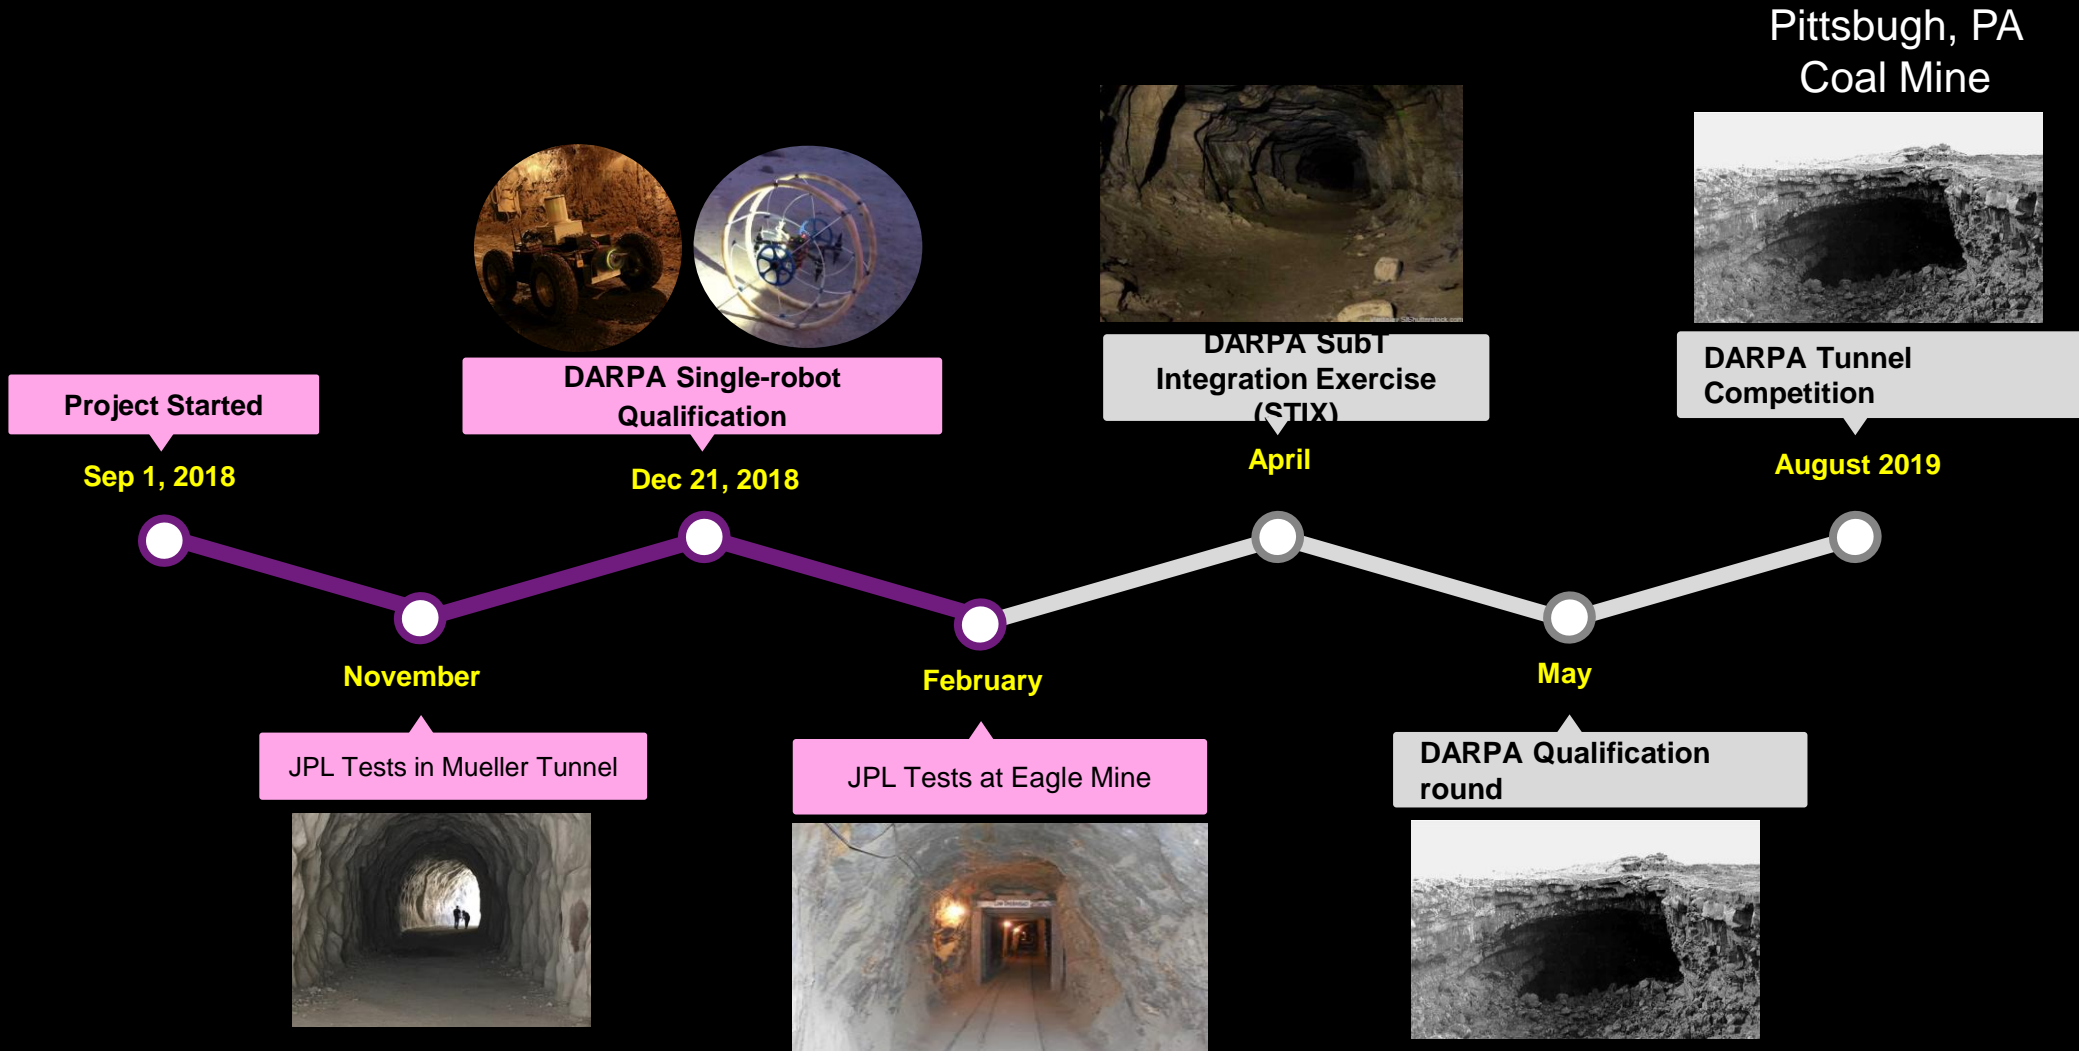 Pittsbugh, PA
Coal Mine
Project Started
Sep 1, 2018
DARPA Single-robot
Qualification
Dec 21, 2018
DARPA SubT
Integration Exercise
(STIX)
April
DARPA Tunnel
Competition
August 2019
November
JPL Tests in Mueller Tunnel
February
JPL Tests at Eagle Mine
May
DARPA Qualification
round